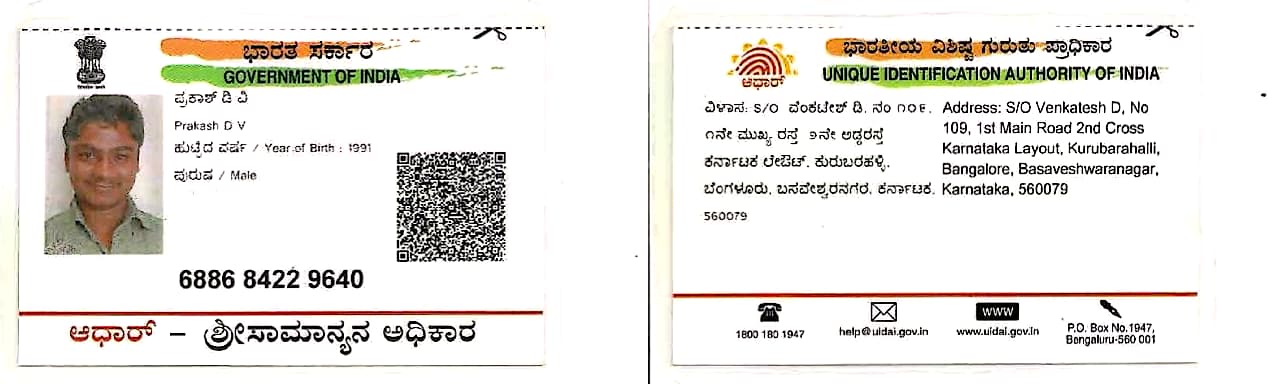 ಭಾರತ ಸರ್ಕಾರ
GOVERNMENT OF INDIA
ಪ್ರಕಾಶ್ ಡಿ ವಿ
Prakash D V
ಹುಟ್ಟಿದ ವರ್ಷ / Year of Birth : 1991
ಪುರುಷ / Male
6886 8422 9640
ಆಧಾರ್ – ಶ್ರೀಸಾಮಾನ್ಯನ ಅಧಿಕಾರ
ಭಾರತೀಯ ವಿಶಿಷ್ಟ ಗುರುತು ಪ್ರಾಧಿಕಾರ
UNIQUE IDENTIFICATION AUTHORITY OF INDIA
ಆಧಾರ್
ವಿಳಾಸ: S/O ವೆಂಕಟೇಶ್ ಡಿ, ನಂ ೧೦೯,
೧ನೇ ಮುಖ್ಯ ರಸ್ತೆ ೨ನೇ ಅಡ್ಡರಸ್ತೆ
ಕರ್ನಾಟಕ ಲೇಔಟ್, ಕುರುಬರಹಳ್ಳಿ,
ಬೆಂಗಳೂರು, ಬಸವೇಶ್ವರನಗರ, ಕರ್ನಾಟಕ,
560079
Address: S/O Venkatesh D, No
109, 1st Main Road 2nd Cross
Karnataka Layout, Kurubarahalli,
Bangalore, Basaveshwaranagar,
Karnataka, 560079
1800 180 1947
help@uidai.gov.in
WWW
www.uidai.gov.in
P.O. Box No.1947,
Bengaluru-560 001